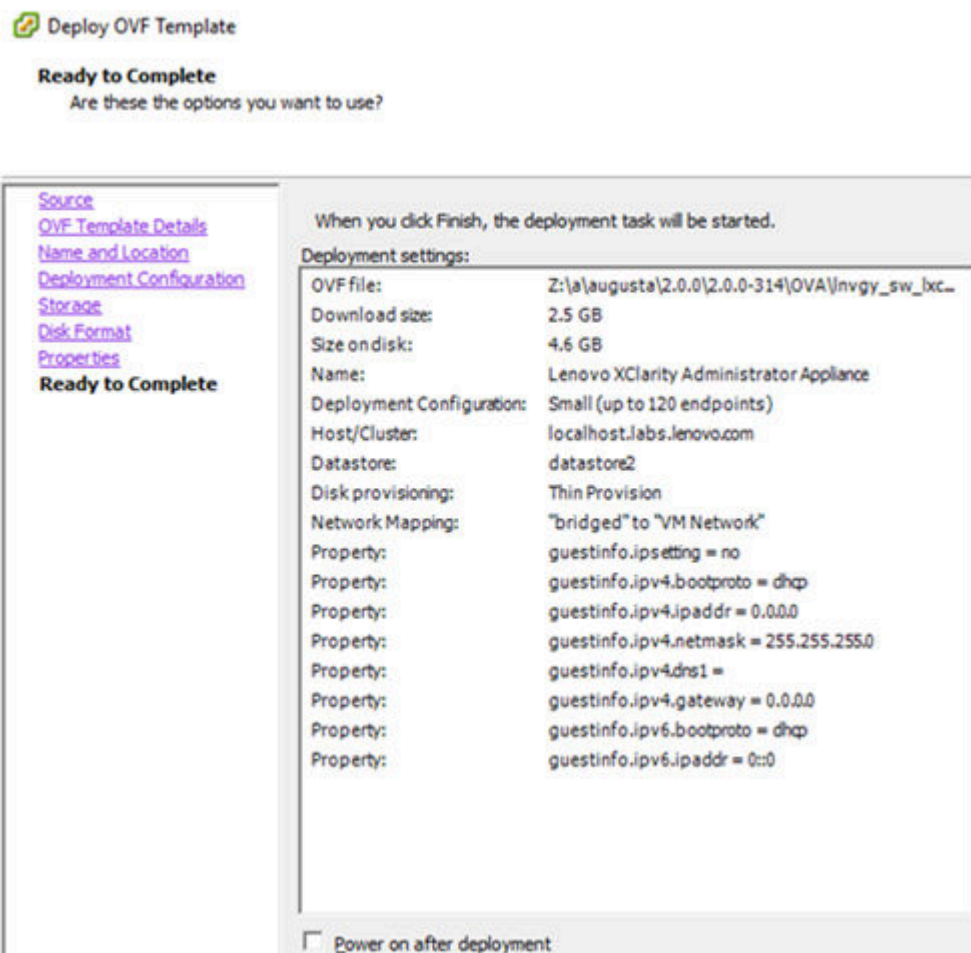 Deploy OVF Template
Ready to Complete
Are these the options you want to use?
Source
OVF Template Details
Name and Location
Deployment Configuration
Storage
Disk Format
Properties
Ready to Complete
When you click Finish, the deployment task will be started.
Deployment settings:
OVF file: Z:\a\augusta\2.0.0\2.0.0-314\OVA\lnvgy_sw_lxc...
Download size: 2.5 GB
Size on disk: 4.6 GB
Name: Lenovo XClarity Administrator Appliance
Deployment Configuration: Small (up to 120 endpoints)
Host/Cluster: localhost.labs.lenovo.com
Datastore: datastore2
Disk provisioning: Thin Provision
Network Mapping: "bridged" to "VM Network"
Property: guestinfo.ipsetting = no
Property: guestinfo.ipv4.bootproto = dhcp
Property: guestinfo.ipv4.ipaddr = 0.0.0.0
Property: guestinfo.ipv4.netmask = 255.255.255.0
Property: guestinfo.ipv4.dns1 =
Property: guestinfo.ipv4.gateway = 0.0.0.0
Property: guestinfo.ipv6.bootproto = dhcp
Property: guestinfo.ipv6.ipaddr = 0::0
Power on after deployment